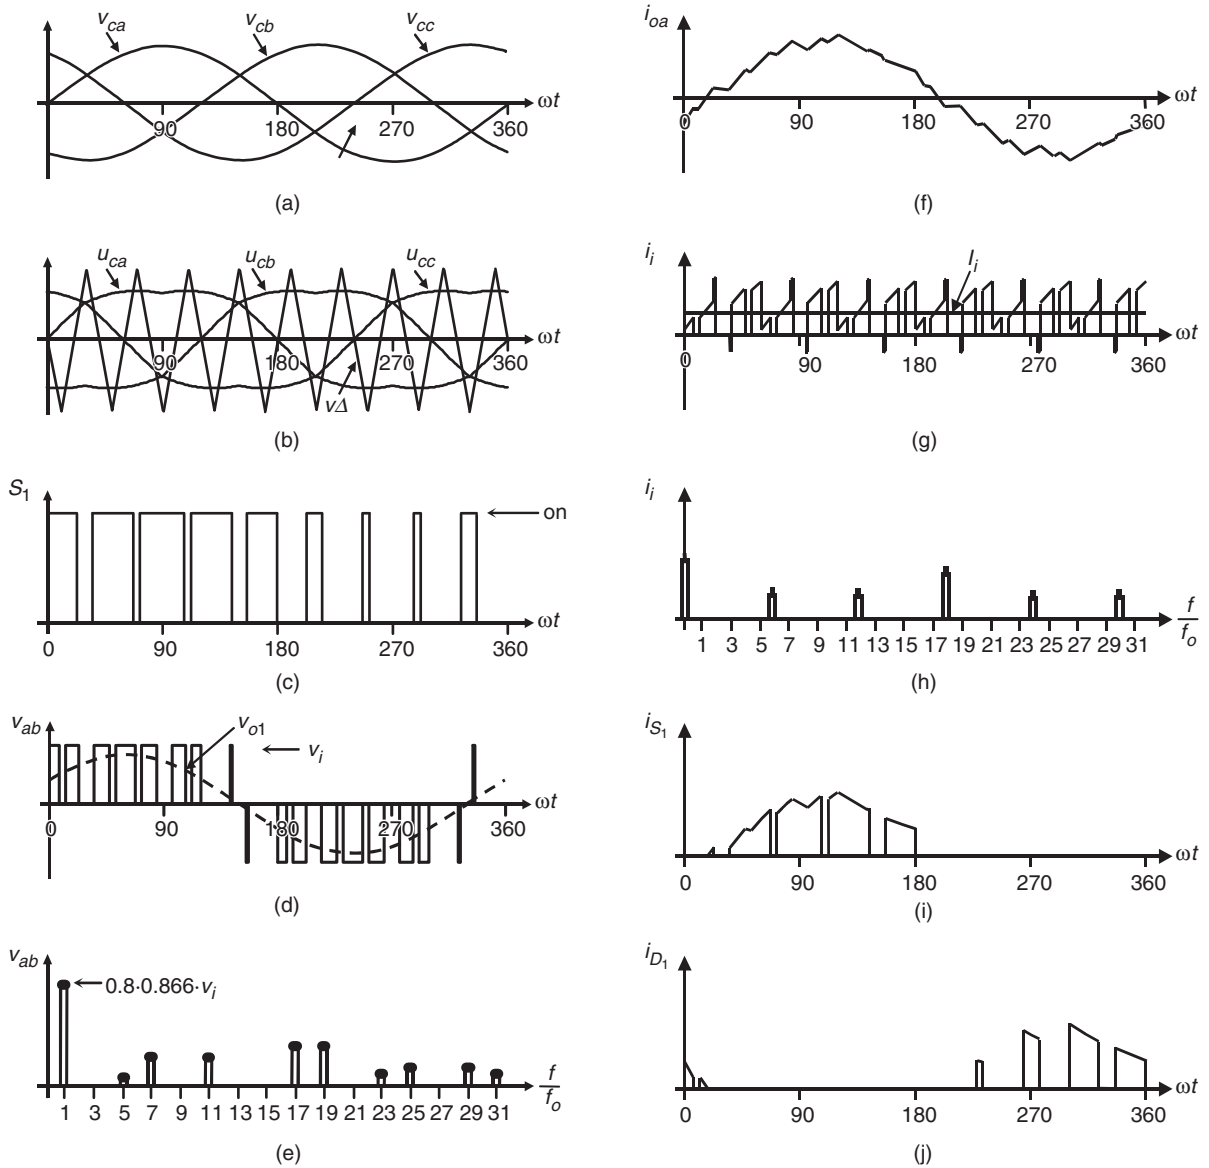 v_ca v_cb v_cc
ωt
90 180 270 360
(a)
u_ca u_cb u_cc
ωt
90 180 270 360
vΔ
(b)
S_1
on
ωt
0 90 180 270 360
(c)
v_ab v_o1
v_i
ωt
0 90 180 270 360
(d)
v_ab
0.8·0.866·v_i
f/f_o
1 3 5 7 9 11 13 15 17 19 21 23 25 27 29 31
(e)
i_oa
ωt
0 90 180 270 360
(f)
i_i I_i
ωt
0 90 180 270 360
(g)
i_i
f/f_o
1 3 5 7 9 11 13 15 17 19 21 23 25 27 29 31
(h)
i_S1
ωt
0 90 180 270 360
(i)
i_D1
ωt
0 90 180 270 360
(j)